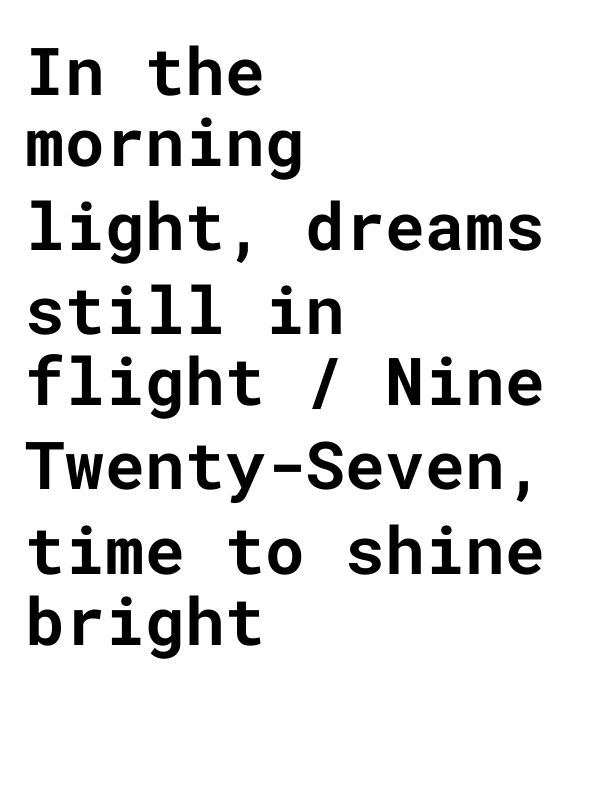 In the
morning
light, dreams
still in
flight / Nine
Twenty-Seven,
time to shine
bright